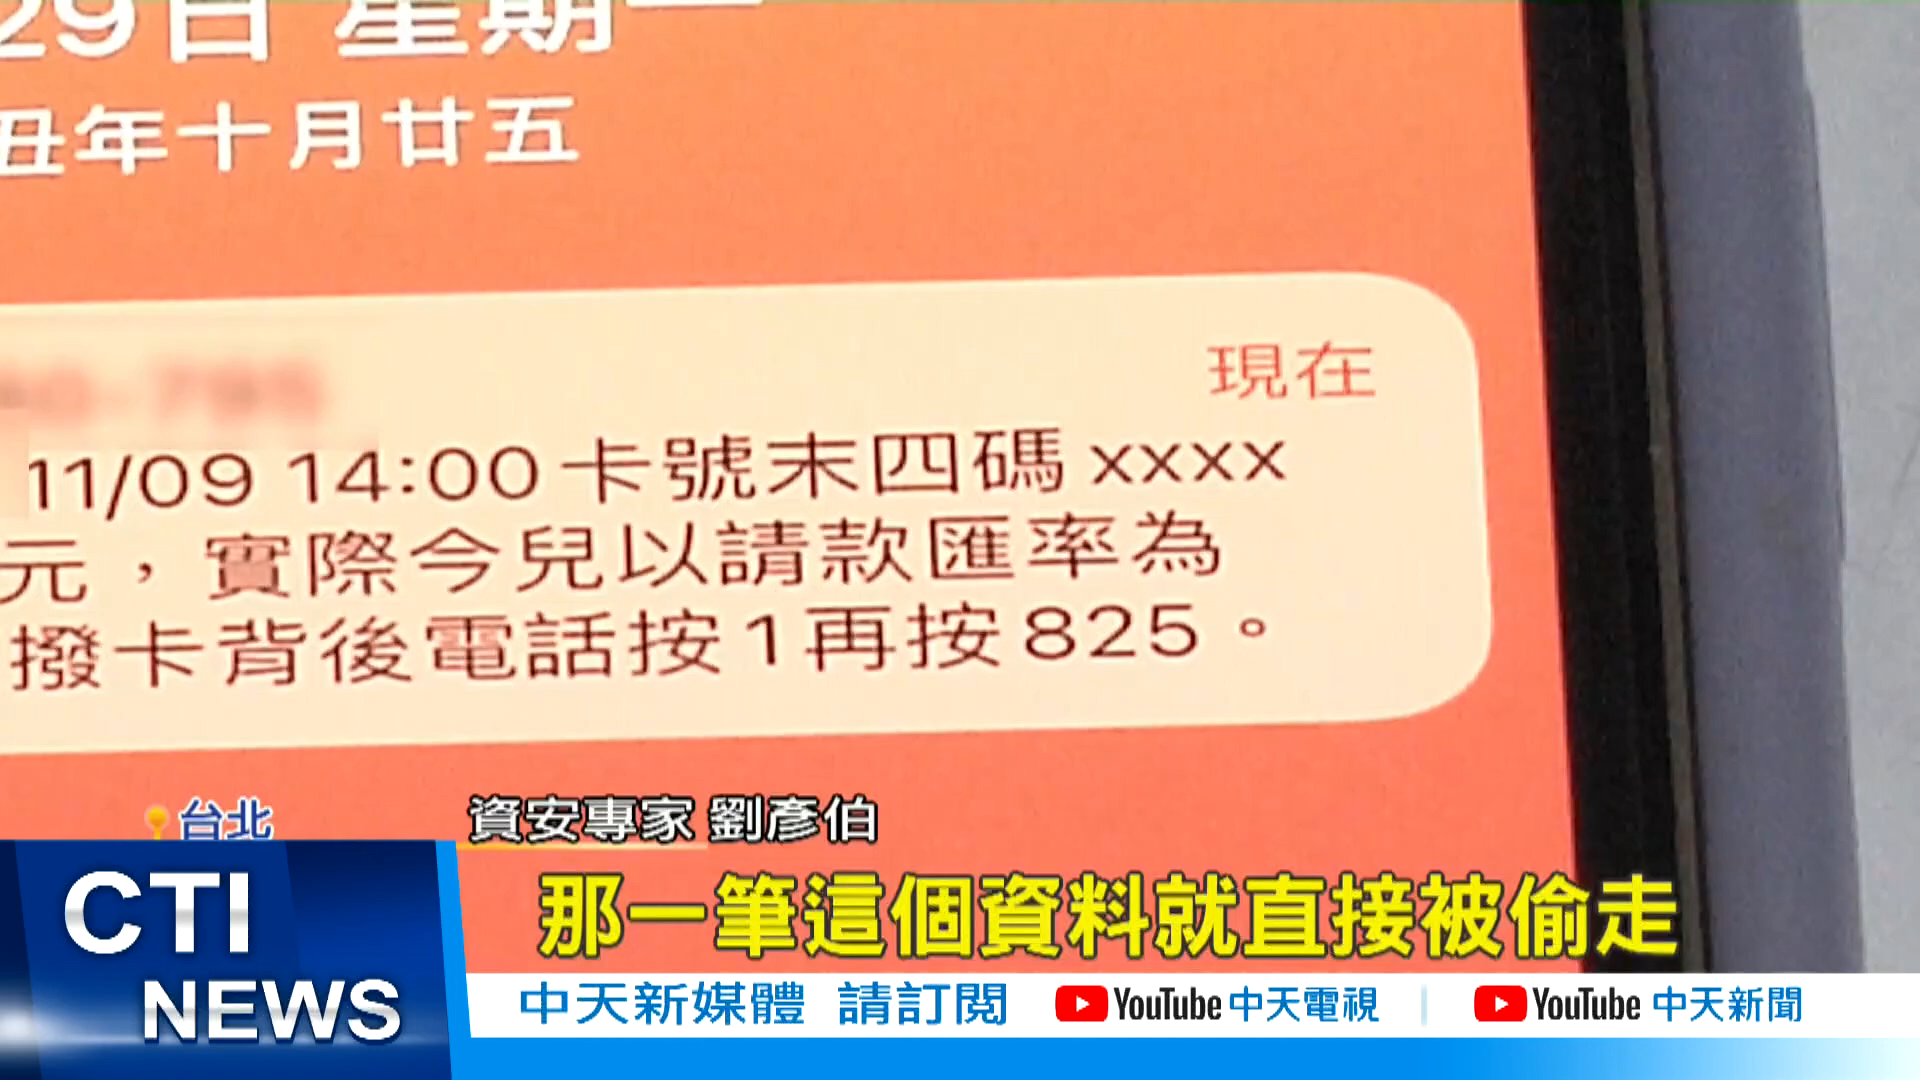 29日 星期一
丑年十月廿五
現在
11/09 14:00 卡號末四碼 xxxx
元，實際今兒以請款匯率為
撥卡背後電話按1再按825。
台北
資安專家 劉彥伯
那一筆這個資料就直接被偷走
CTI
NEWS
中天新媒體 請訂閱 YouTube 中天電視 | YouTube 中天新聞